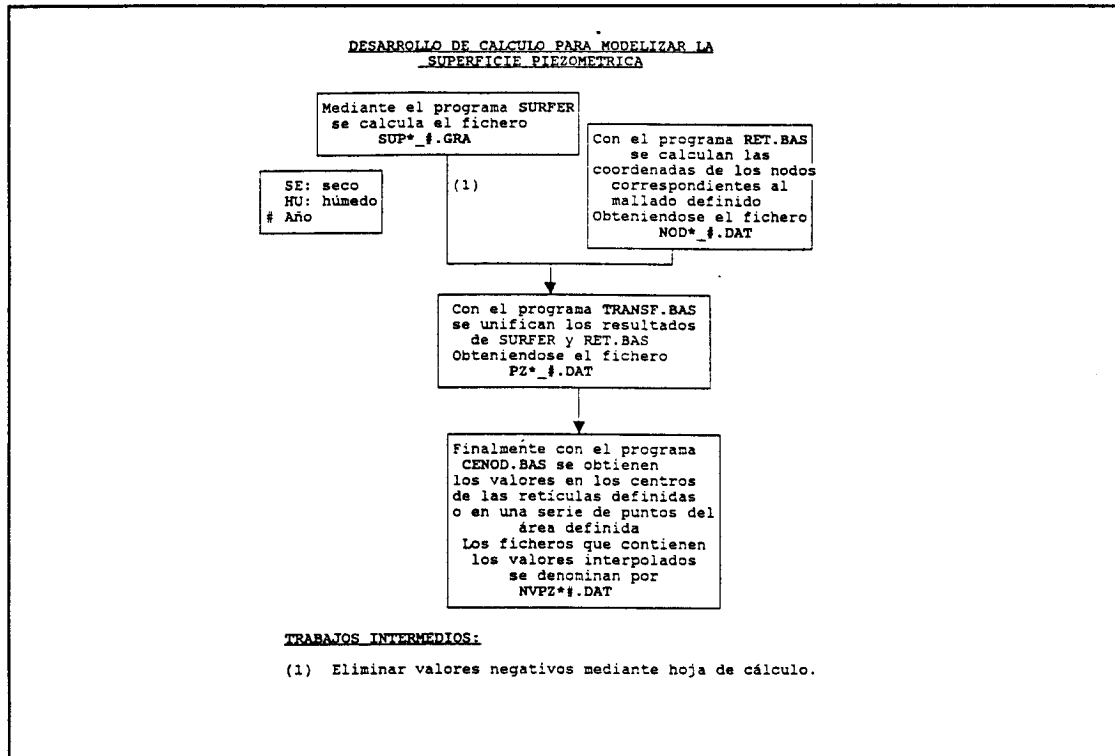 DESARROLLO DE CALCULO PARA MODELIZAR LA
SUPERFICIE PIEZOMETRICA
Mediante el programa SURFER
se calcula el fichero
SUP*_#.GRA
Con el programa RET.BAS
se calculan las
coordenadas de los nodos
correspondientes al
mallado definido
Obteniendose el fichero
NOD*_#.DAT
SE: seco
HU: húmedo
# Año
(1)
Con el programa TRANSF.BAS
se unifican los resultados
de SURFER y RET.BAS
Obteniendose el fichero
PZ*_#.DAT
Finalmente con el programa
CENOD.BAS se obtienen
los valores en los centros
de las retículas definidas
o en una serie de puntos del
área definida
Los ficheros que contienen
los valores interpolados
se denominan por
NVPZ*#.DAT
TRABAJOS INTERMEDIOS:
(1) Eliminar valores negativos mediante hoja de cálculo.